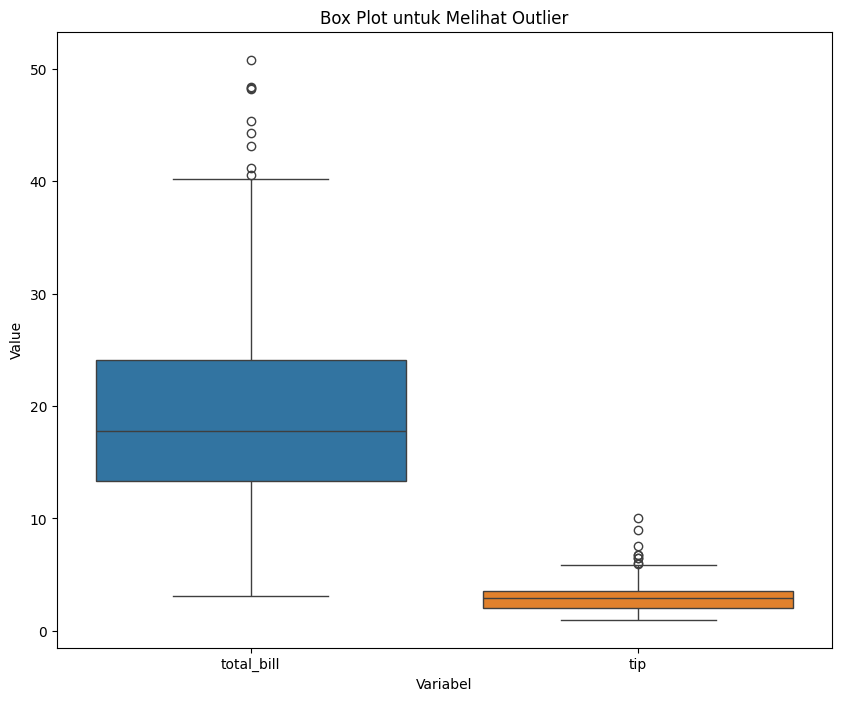 Box Plot untuk Melihat Outlier
50
40
30
20
10
0
Value
total_bill
tip
Variabel